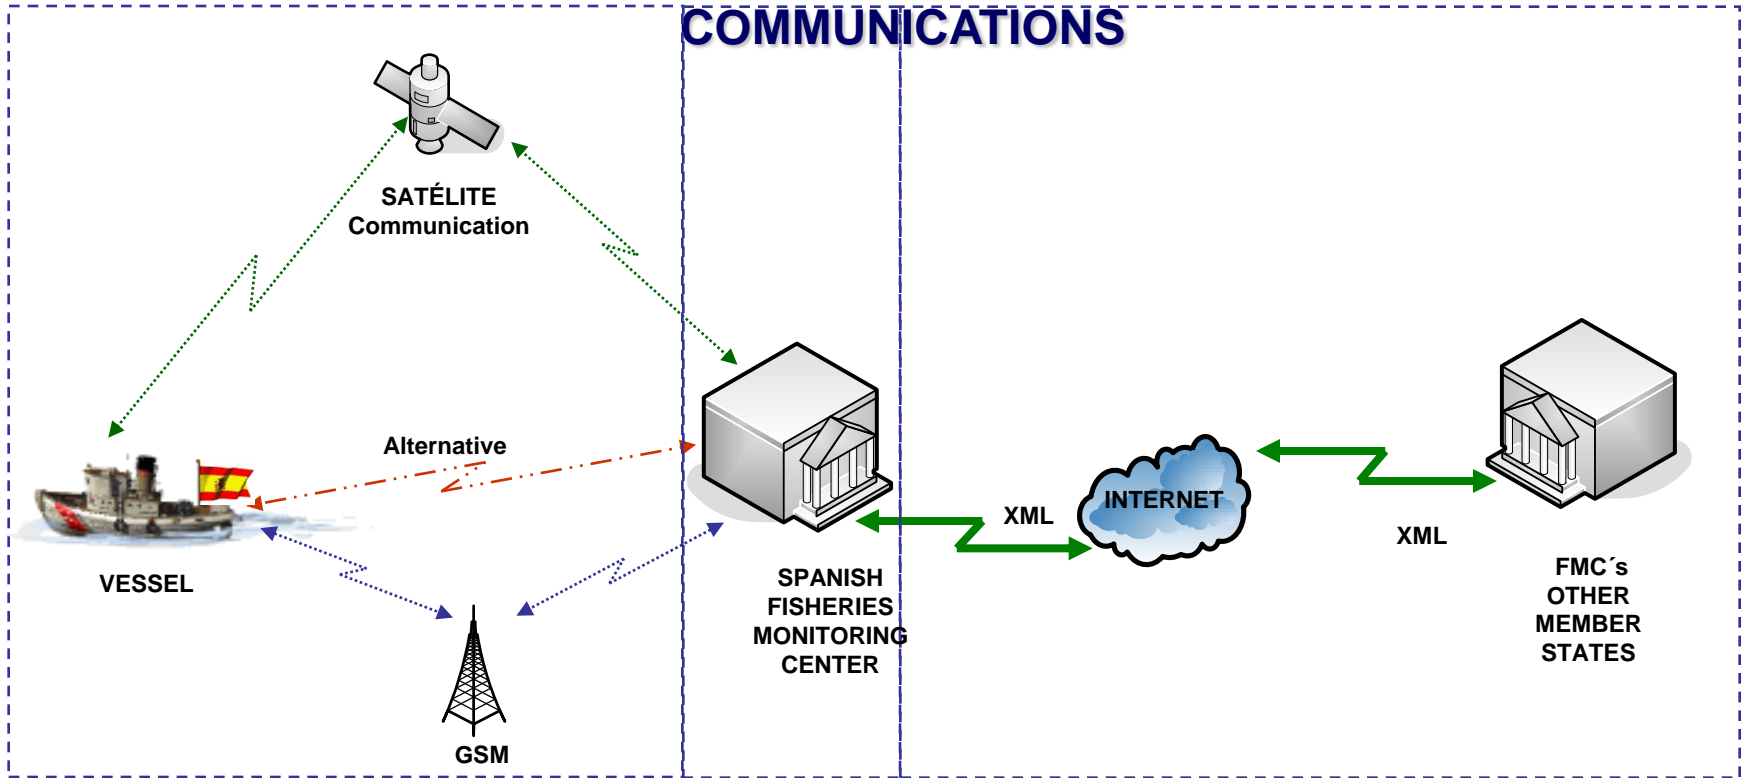 COMMUNICATIONS
SATÉLITE
Communication
Alternative
VESSEL
GSM
SPANISH
FISHERIES
MONITORING
CENTER
XML
INTERNET
XML
FMC´s
OTHER
MEMBER
STATES